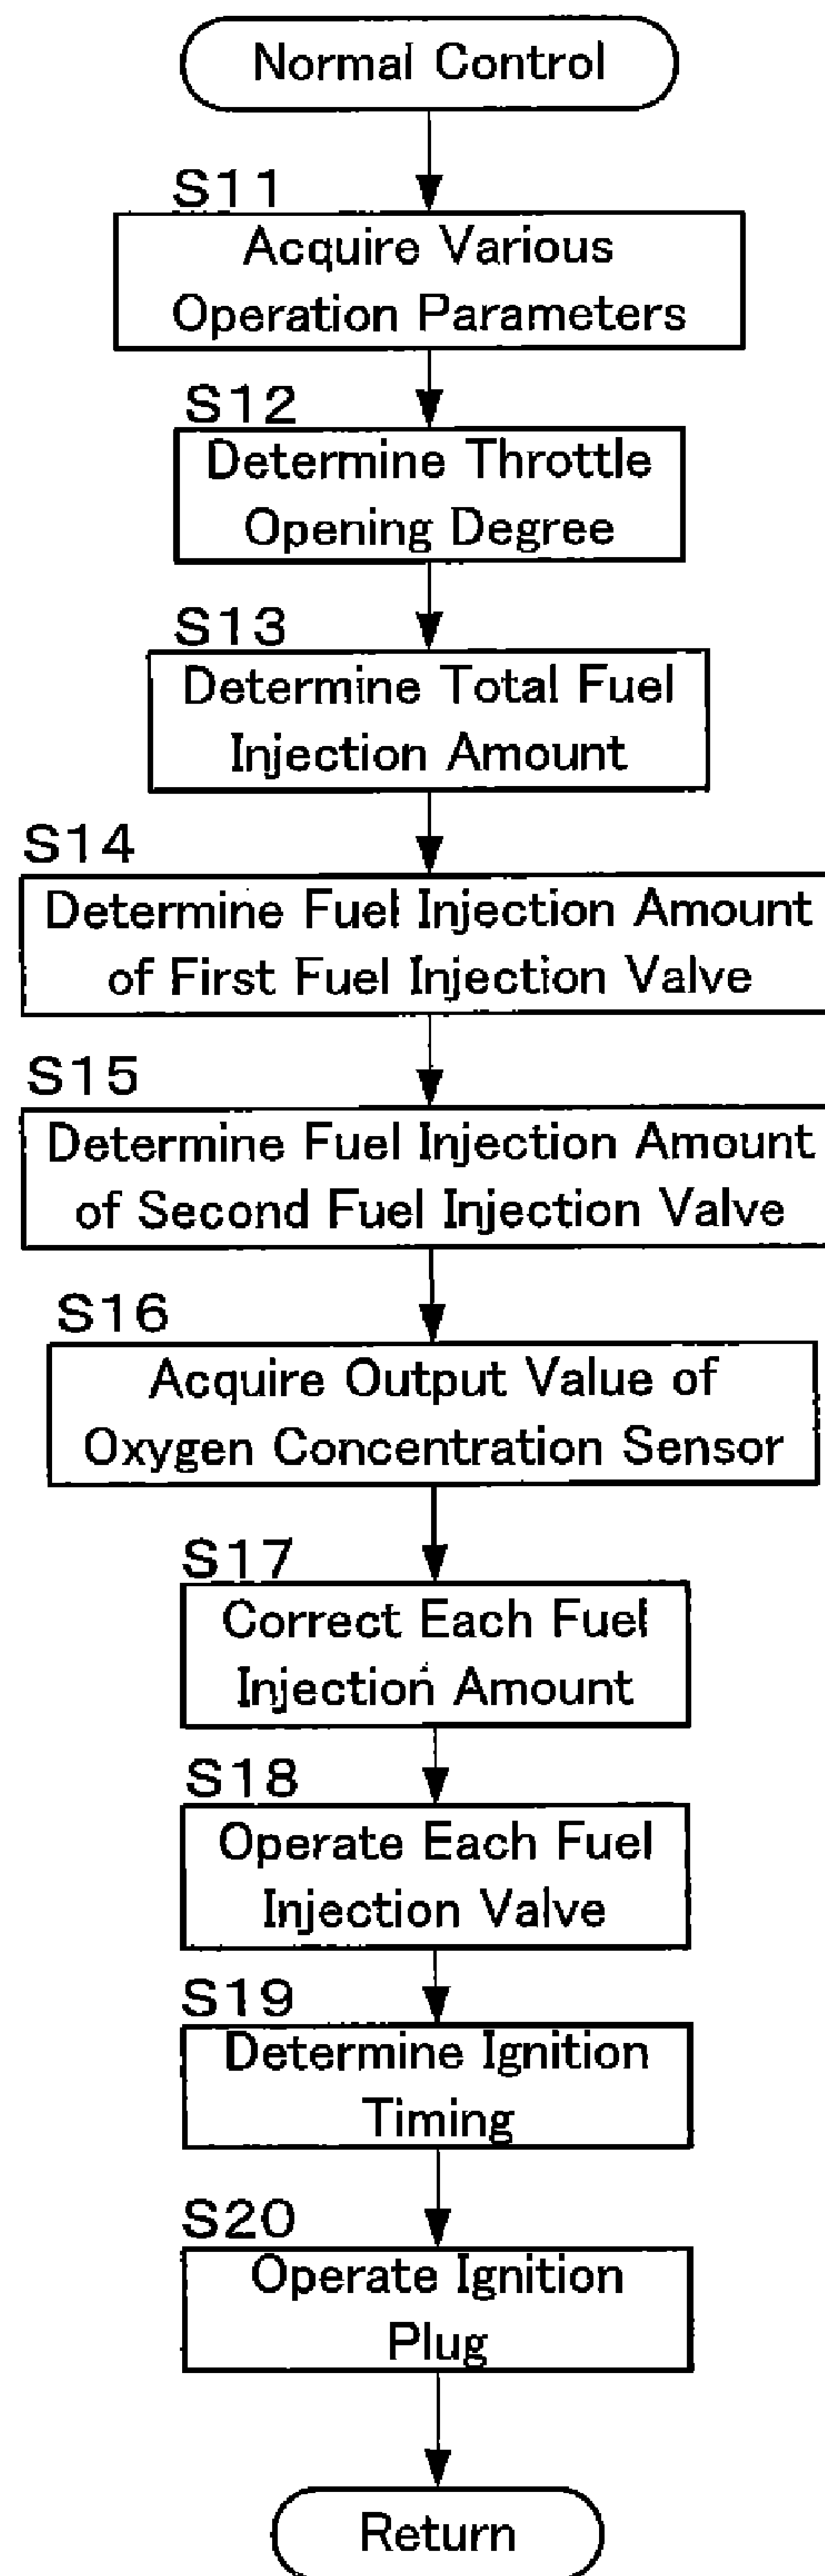 Normal Control
S11
Acquire Various
Operation Parameters
S12
Determine Throttle
Opening Degree
S13
Determine Total Fuel
Injection Amount
S14
Determine Fuel Injection Amount
of First Fuel Injection Valve
S15
Determine Fuel Injection Amount
of Second Fuel Injection Valve
S16
Acquire Output Value of
Oxygen Concentration Sensor
S17
Correct Each Fuel
Injection Amount
S18
Operate Each Fuel
Injection Valve
S19
Determine Ignition
Timing
S20
Operate Ignition
Plug
Return